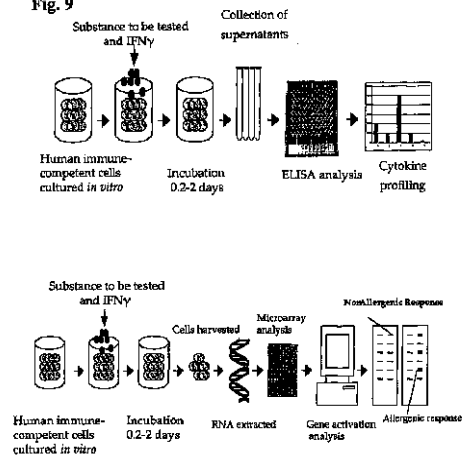 Fig. 9
Substance to be tested
and IFNγ
Collection of
supernatants
Human immune-
competent cells
cultured in vitro
Incubation
0.2-2 days
ELISA analysis
Cytokine
profiling
Substance to be tested
and IFNγ
Cells harvested
Microarray
analysis
NonAllergenic Response
Human immune-
competent cells
cultured in vitro
Incubation
0.2-2 days
RNA extracted
Gene activation
analysis
Allergenic response